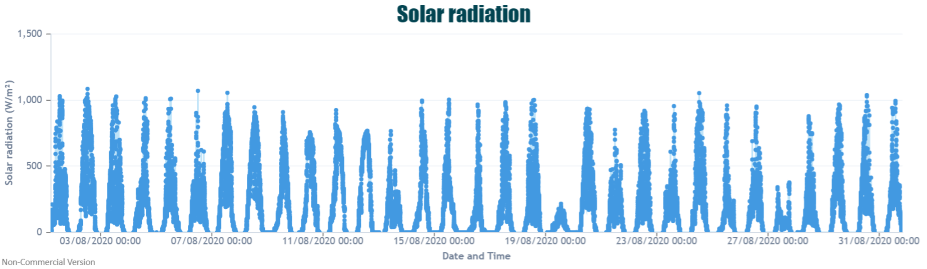 Solar radiation
1,500
1,000
500
0
Solar radiation (W/m²)
03/08/2020 00:00 07/08/2020 00:00 11/08/2020 00:00 15/08/2020 00:00 19/08/2020 00:00 23/08/2020 00:00 27/08/2020 00:00 31/08/2020 00:00
Date and Time
Non-Commercial Version